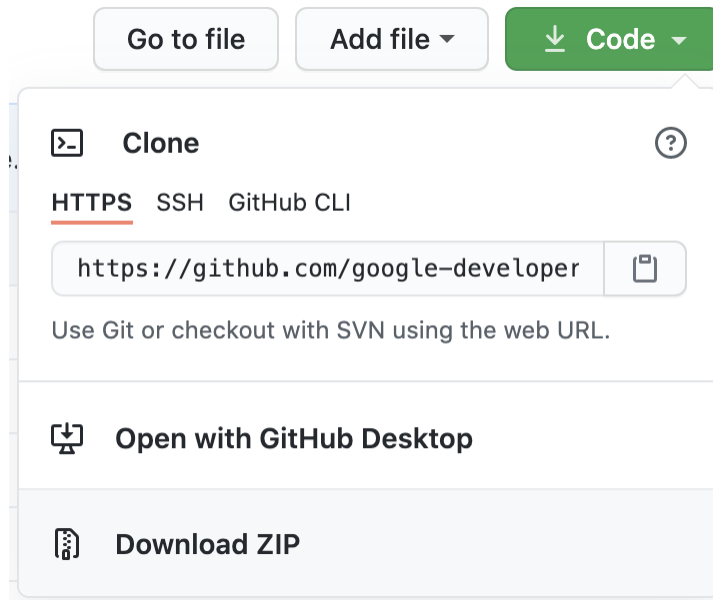 Go to file
Add file
Code
Clone
HTTPS
SSH
GitHub CLI
https://github.com/google-developer
Use Git or checkout with SVN using the web URL.
Open with GitHub Desktop
Download ZIP